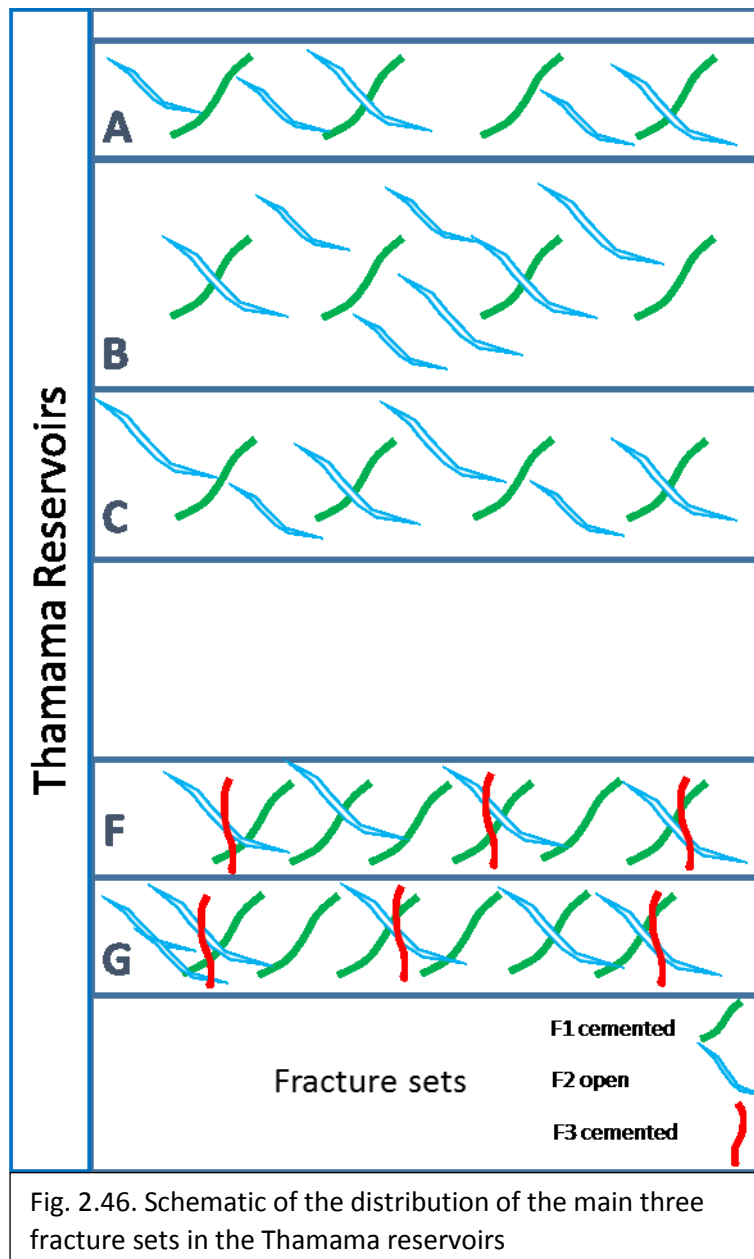 Thamama Reservoirs
A
B
C
F
G
Fracture sets
F1 cemented
F2 open
F3 cemented
Fig. 2.46. Schematic of the distribution of the main three
fracture sets in the Thamama reservoirs